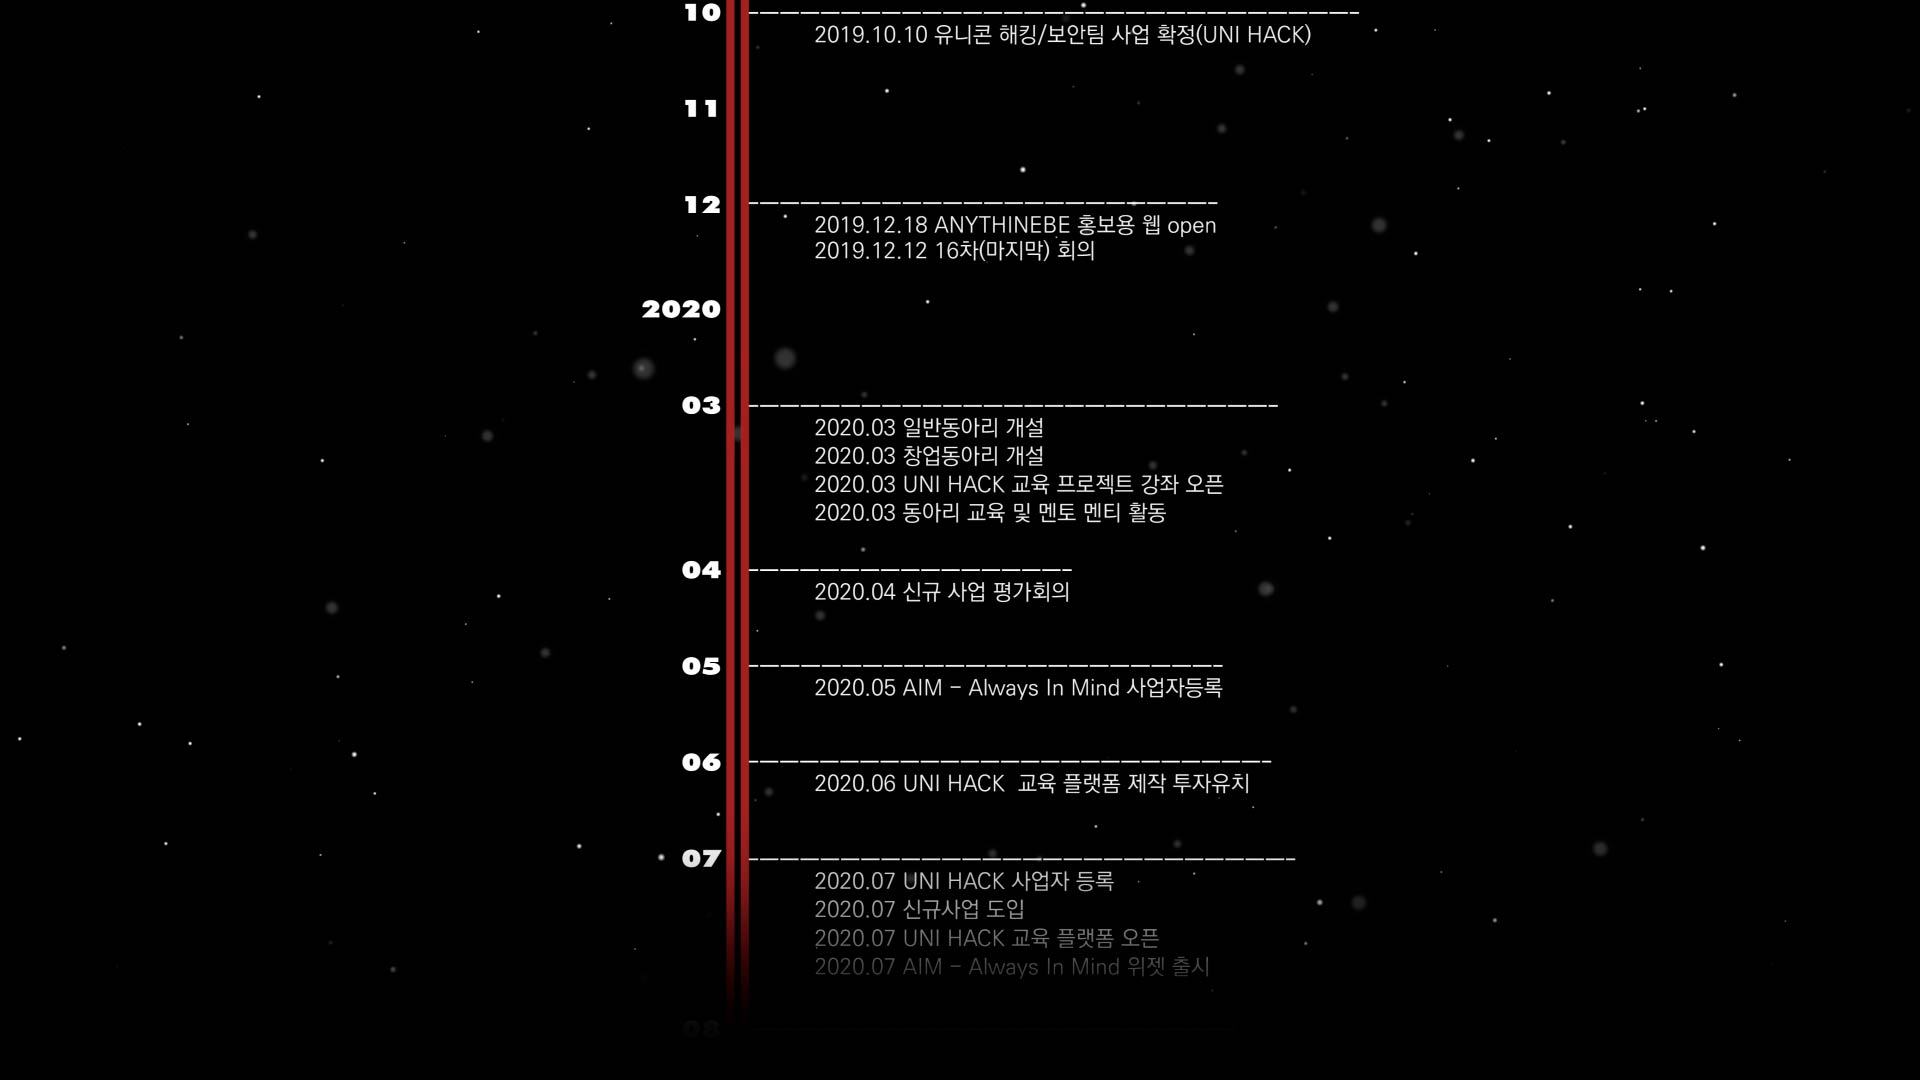 10
2019.10.10 유니콘 해킹/보안팀 사업 확정(UNI HACK)
11
12
2019.12.18 ANYTHINEBE 홍보용 웹 open
2019.12.12 16차(마지막) 회의
2020
03
2020.03 일반동아리 개설
2020.03 창업동아리 개설
2020.03 UNI HACK 교육 프로젝트 강좌 오픈
2020.03 동아리 교육 및 멘토 멘티 활동
04
2020.04 신규 사업 평가회의
05
2020.05 AIM - Always In Mind 사업자등록
06
2020.06 UNI HACK 교육 플랫폼 제작 투자유치
07
2020.07 UNI HACK 사업자 등록
2020.07 신규사업 도입
2020.07 UNI HACK 교육 플랫폼 오픈
2020.07 AIM - Always In Mind 위젯 출시
08